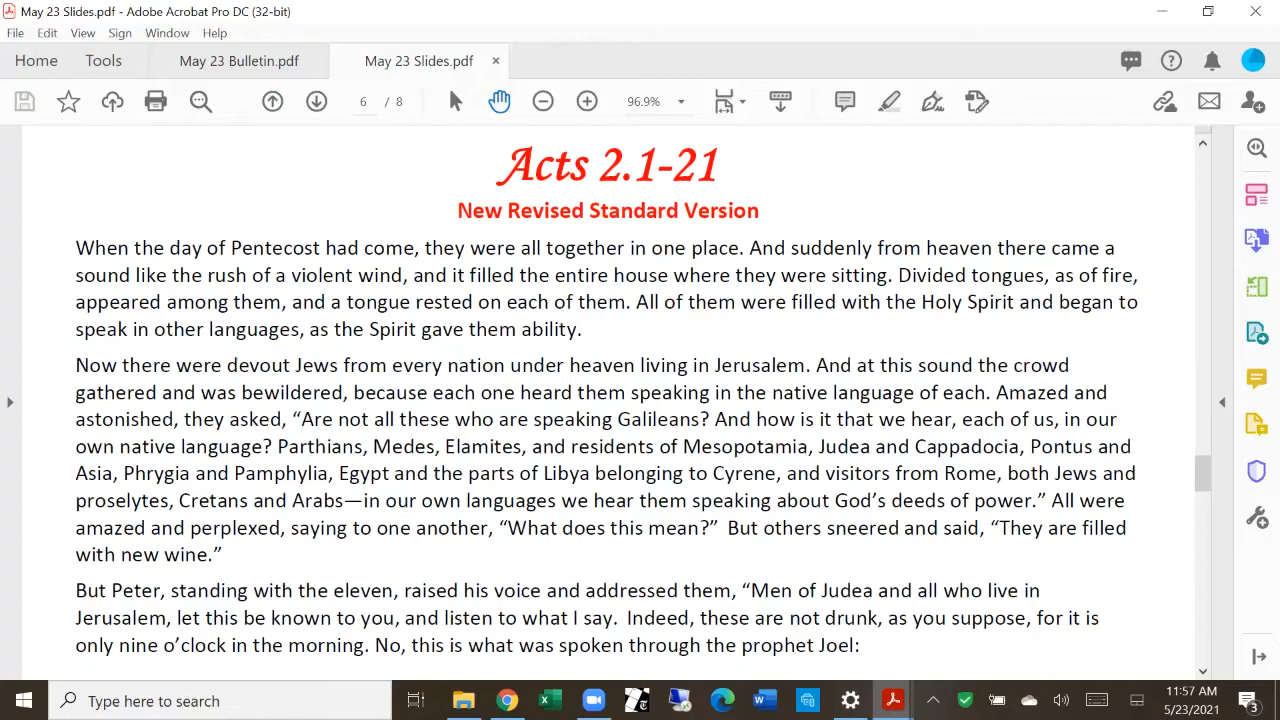 May 23 Slides.pdf - Adobe Acrobat Pro DC (32-bit)
File Edit View Sign Window Help
Home Tools May 23 Bulletin.pdf May 23 Slides.pdf ×
6 / 8 96.9%
Acts 2.1-21
New Revised Standard Version
When the day of Pentecost had come, they were all together in one place. And suddenly from heaven there came a
sound like the rush of a violent wind, and it filled the entire house where they were sitting. Divided tongues, as of fire,
appeared among them, and a tongue rested on each of them. All of them were filled with the Holy Spirit and began to
speak in other languages, as the Spirit gave them ability.
Now there were devout Jews from every nation under heaven living in Jerusalem. And at this sound the crowd
gathered and was bewildered, because each one heard them speaking in the native language of each. Amazed and
astonished, they asked, “Are not all these who are speaking Galileans? And how is it that we hear, each of us, in our
own native language? Parthians, Medes, Elamites, and residents of Mesopotamia, Judea and Cappadocia, Pontus and
Asia, Phrygia and Pamphylia, Egypt and the parts of Libya belonging to Cyrene, and visitors from Rome, both Jews and
proselytes, Cretans and Arabs—in our own languages we hear them speaking about God’s deeds of power.” All were
amazed and perplexed, saying to one another, “What does this mean?” But others sneered and said, “They are filled
with new wine.”
But Peter, standing with the eleven, raised his voice and addressed them, “Men of Judea and all who live in
Jerusalem, let this be known to you, and listen to what I say. Indeed, these are not drunk, as you suppose, for it is
only nine o’clock in the morning. No, this is what was spoken through the prophet Joel:
Type here to search
11:57 AM
5/23/2021
3